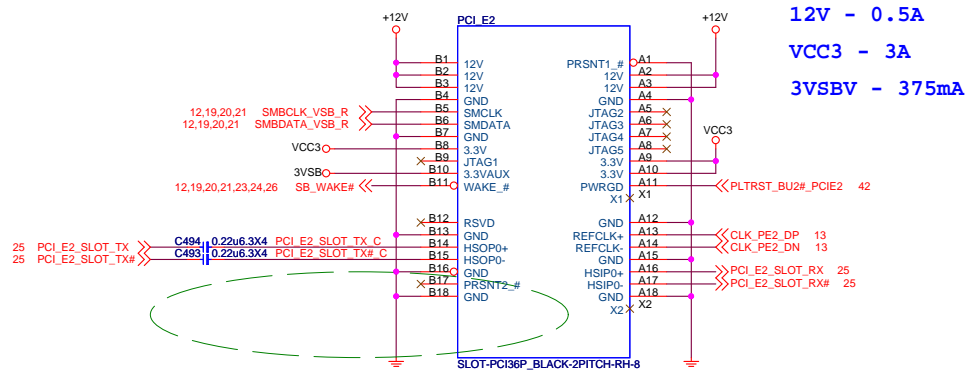 +12V
PCI_E2
+12V
12V - 0.5A
VCC3 - 3A
3VSBV - 375mA
B1 12V PRSNT1_# A1
B2 12V 12V A2
B3 12V 12V A3
B4 GND GND A4
12,19,20,21 SMBCLK_VSB_R B5 SMCLK JTAG2 A5
12,19,20,21 SMBDATA_VSB_R B6 SMDATA JTAG3 A6
B7 GND JTAG4 A7
VCC3 B8 3.3V JTAG5 A8 VCC3
B9 JTAG1 3.3V A9
3VSB B10 3.3VAUX 3.3V A10
12,19,20,21,23,24,26 SB_WAKE# B11 WAKE_# PWRGD A11 PLTRST_BU2#_PCIE2 42
X1 X1
B12 RSVD GND A12
B13 GND REFCLK+ A13 CLK_PE2_DP 13
25 PCI_E2_SLOT_TX C494 0.22u6.3X4 PCI_E2_SLOT_TX_C B14 HSOP0+ REFCLK- A14 CLK_PE2_DN 13
25 PCI_E2_SLOT_TX# C493 0.22u6.3X4 PCI_E2_SLOT_TX#_C B15 HSOP0- GND A15
B16 GND HSIP0+ A16 PCI_E2_SLOT_RX 25
B17 PRSNT2_# HSIP0- A17 PCI_E2_SLOT_RX# 25
B18 GND GND A18
X2 X2
SLOT-PCI36P_BLACK-2PITCH-RH-8